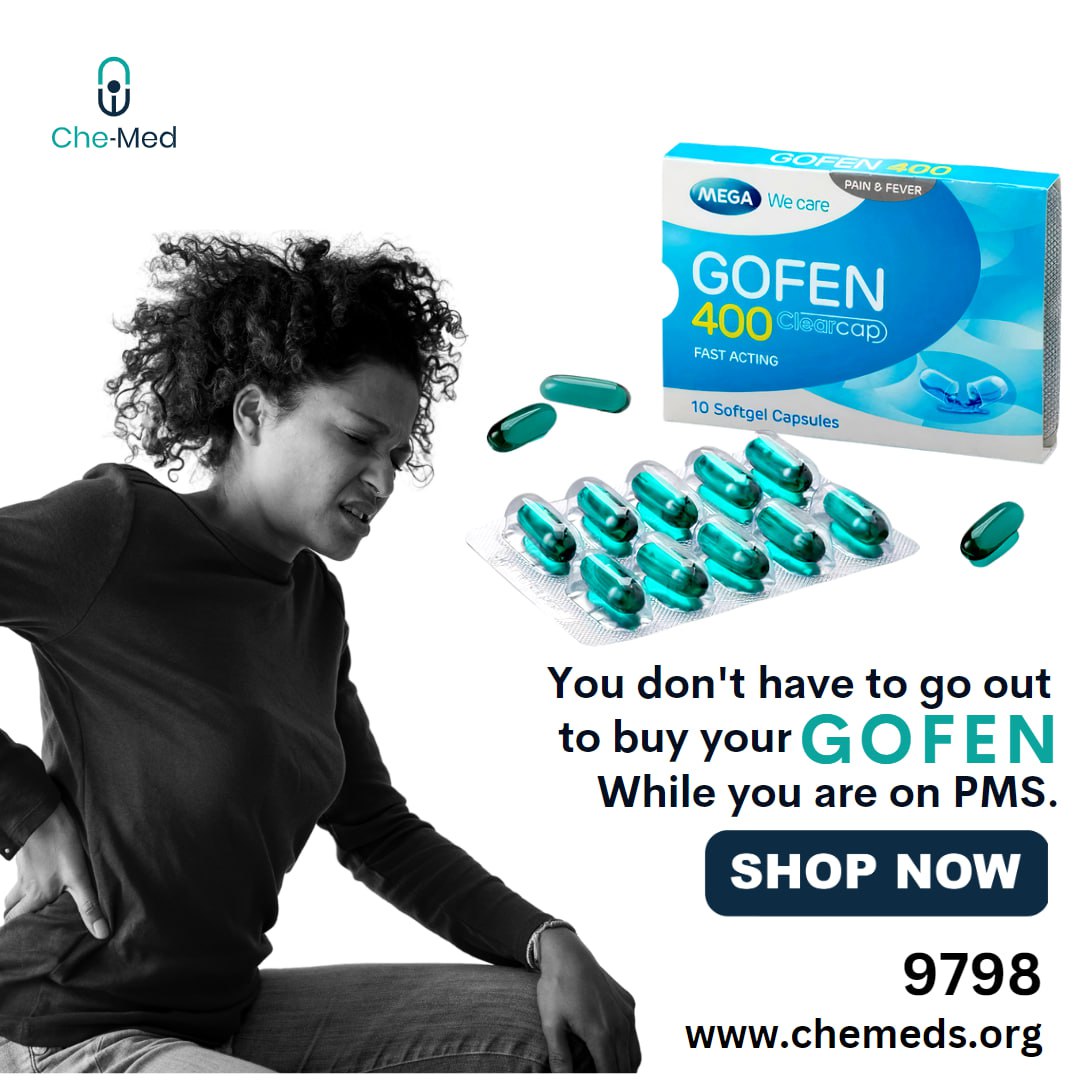 Che-Med
GOFEN 400
PAIN & FEVER
MEGA We care
GOFEN
400 Clearcap
FAST ACTING
10 Softgel Capsules
You don't have to go out
to buy your GOFEN
While you are on PMS.
SHOP NOW
9798
www.chemeds.org